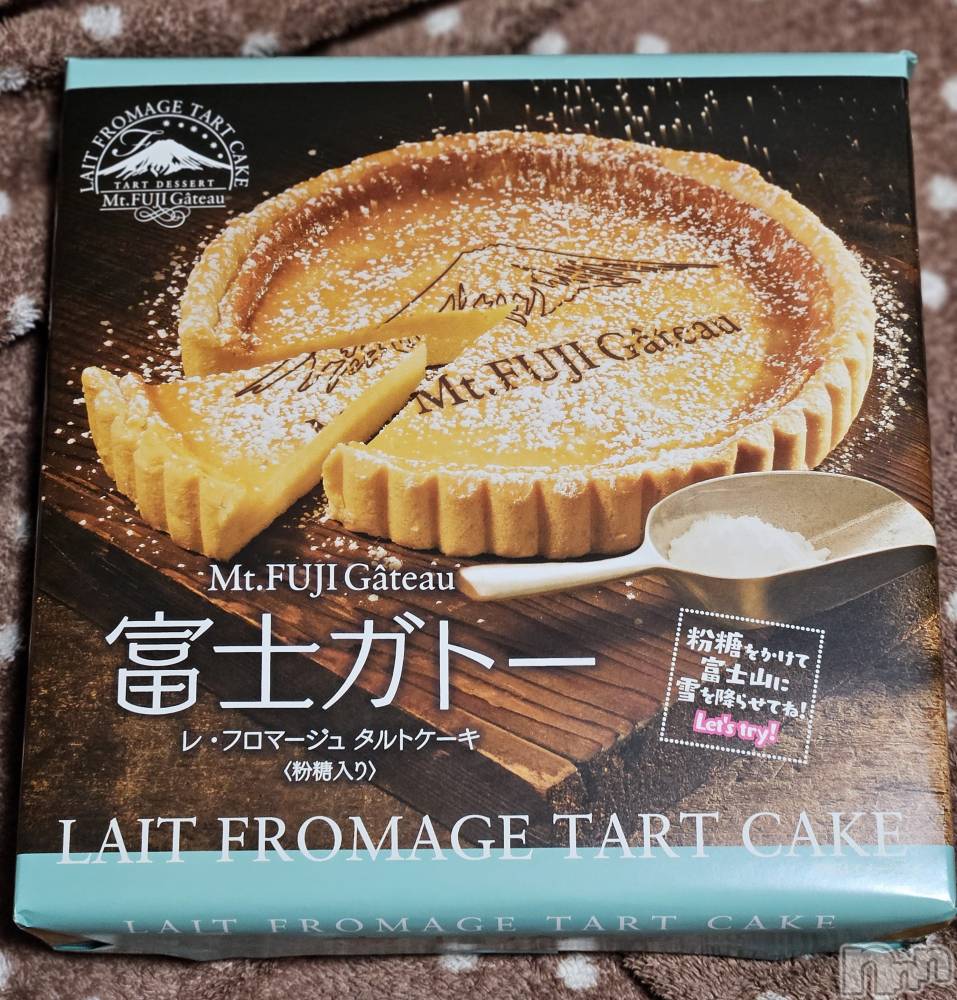 LAIT FROMAGE TART CAKE
F
TART DESSERT
Mt.FUJI Gâteau
Mt.FUJI Gâteau
Mt.FUJI Gâteau
富士ガトー
レ・フロマージュ タルトケーキ
〈粉糖入り〉
粉糖をかけて
富士山に
雪を降らせてね!
Let's try!
LAIT FROMAGE TART CAKE
LAIT FROMAGE TART CAKE